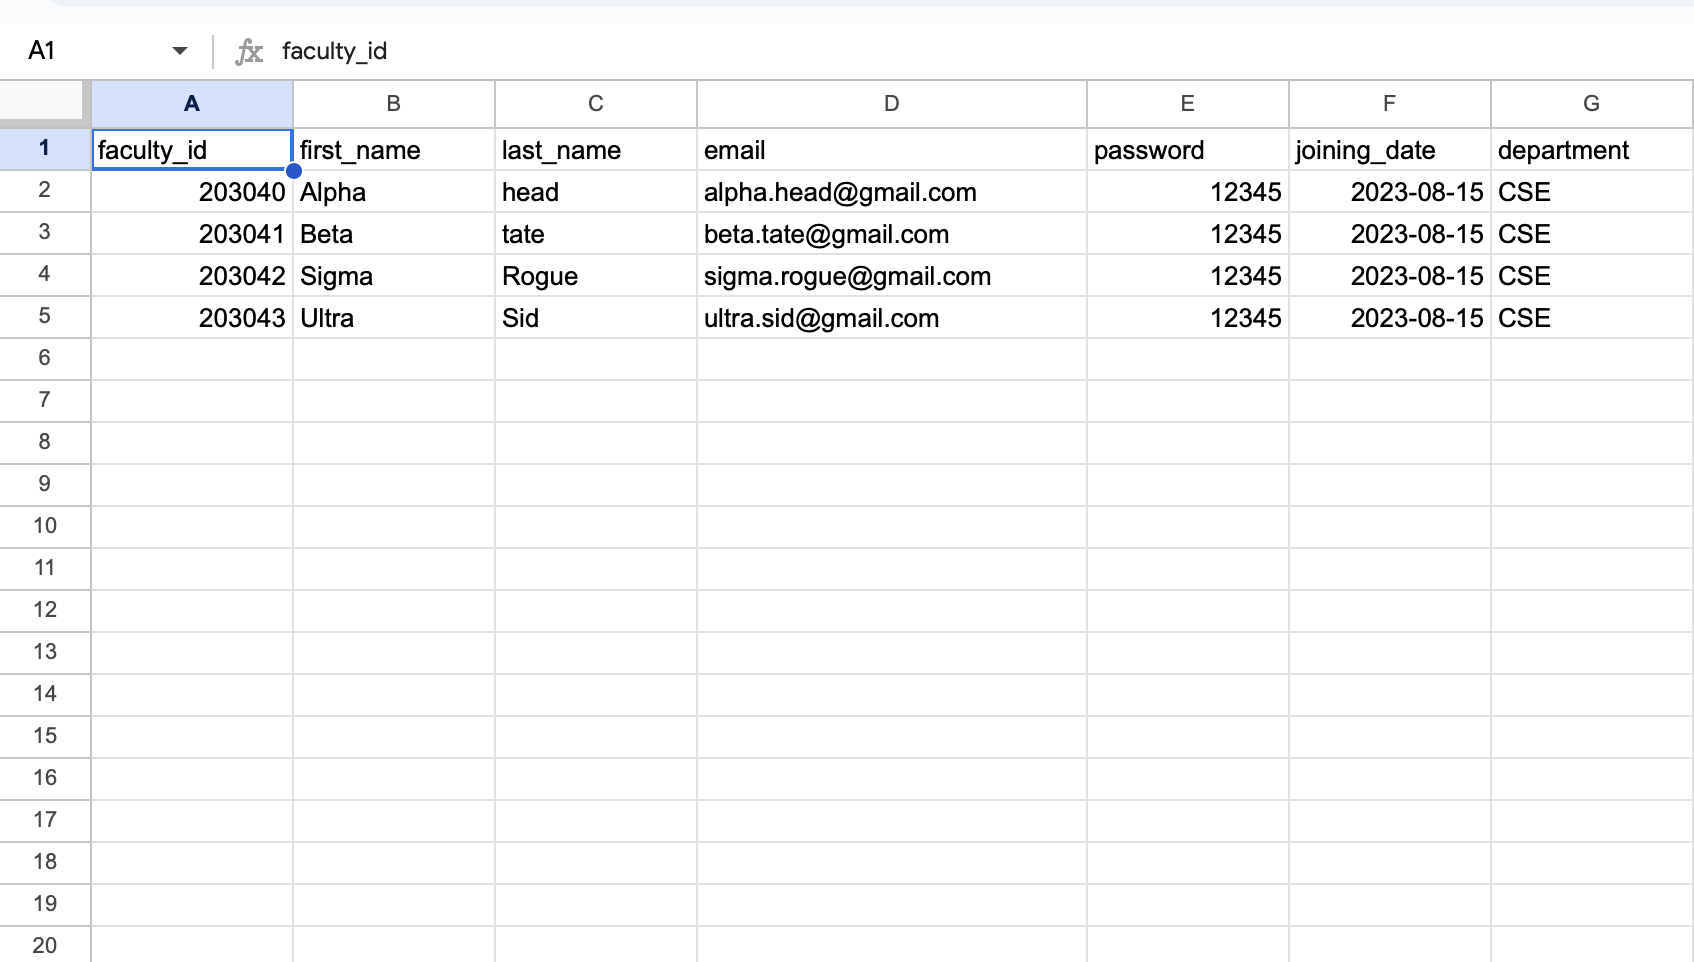 A1 fx faculty_id
A B C D E F G
1 faculty_id first_name last_name email password joining_date department
2 203040 Alpha head alpha.head@gmail.com 12345 2023-08-15 CSE
3 203041 Beta tate beta.tate@gmail.com 12345 2023-08-15 CSE
4 203042 Sigma Rogue sigma.rogue@gmail.com 12345 2023-08-15 CSE
5 203043 Ultra Sid ultra.sid@gmail.com 12345 2023-08-15 CSE
6
7
8
9
10
11
12
13
14
15
16
17
18
19
20